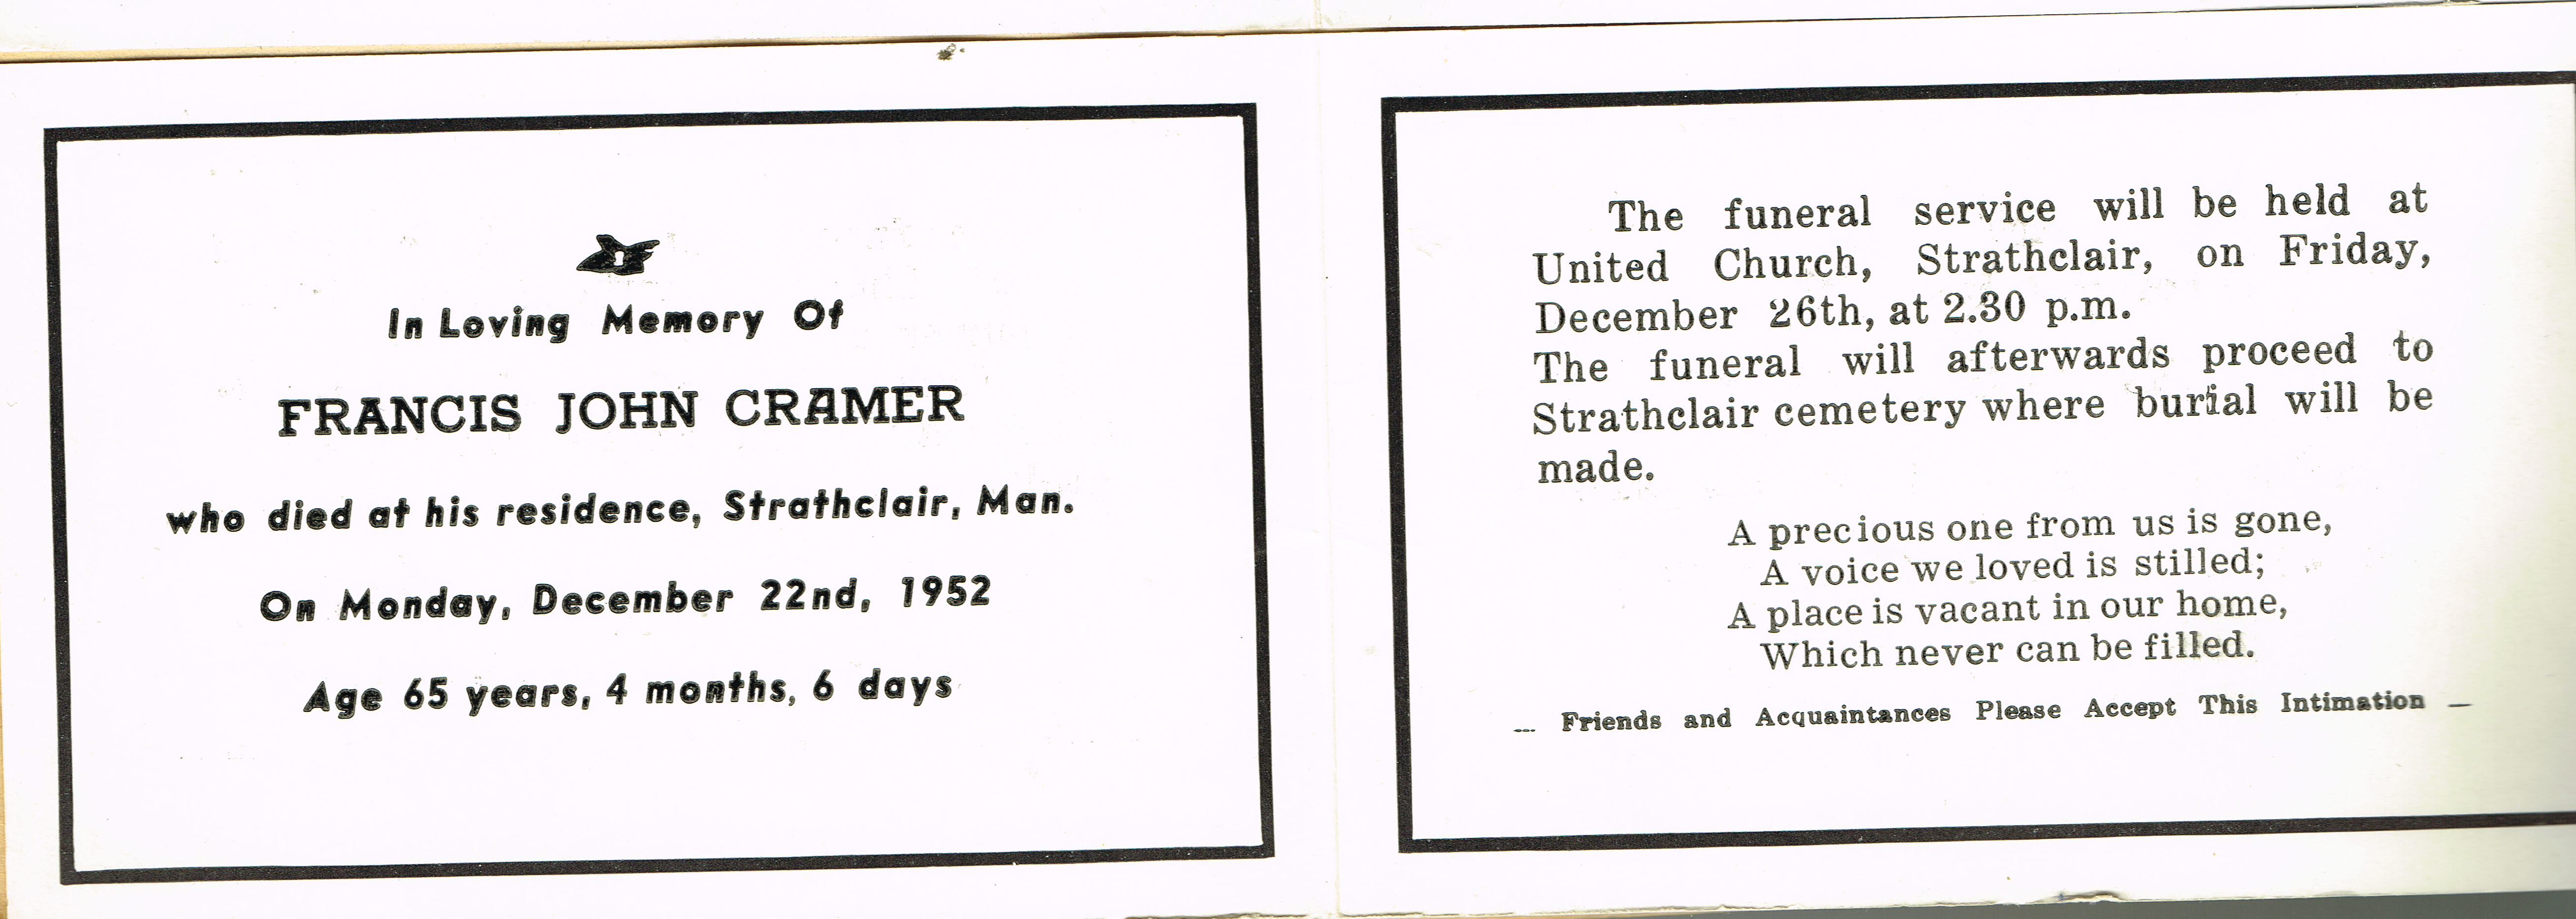 In Loving Memory Of
FRANCIS JOHN CRAMER
who died at his residence, Strathclair, Man.
On Monday, December 22nd, 1952
Age 65 years, 4 months, 6 days
The funeral service will be held at
United Church, Strathclair, on Friday,
December 26th, at 2.30 p.m.
The funeral will afterwards proceed to
Strathclair cemetery where burial will be
made.
A precious one from us is gone,
A voice we loved is stilled;
A place is vacant in our home,
Which never can be filled.
— Friends and Acquaintances Please Accept This Intimation —